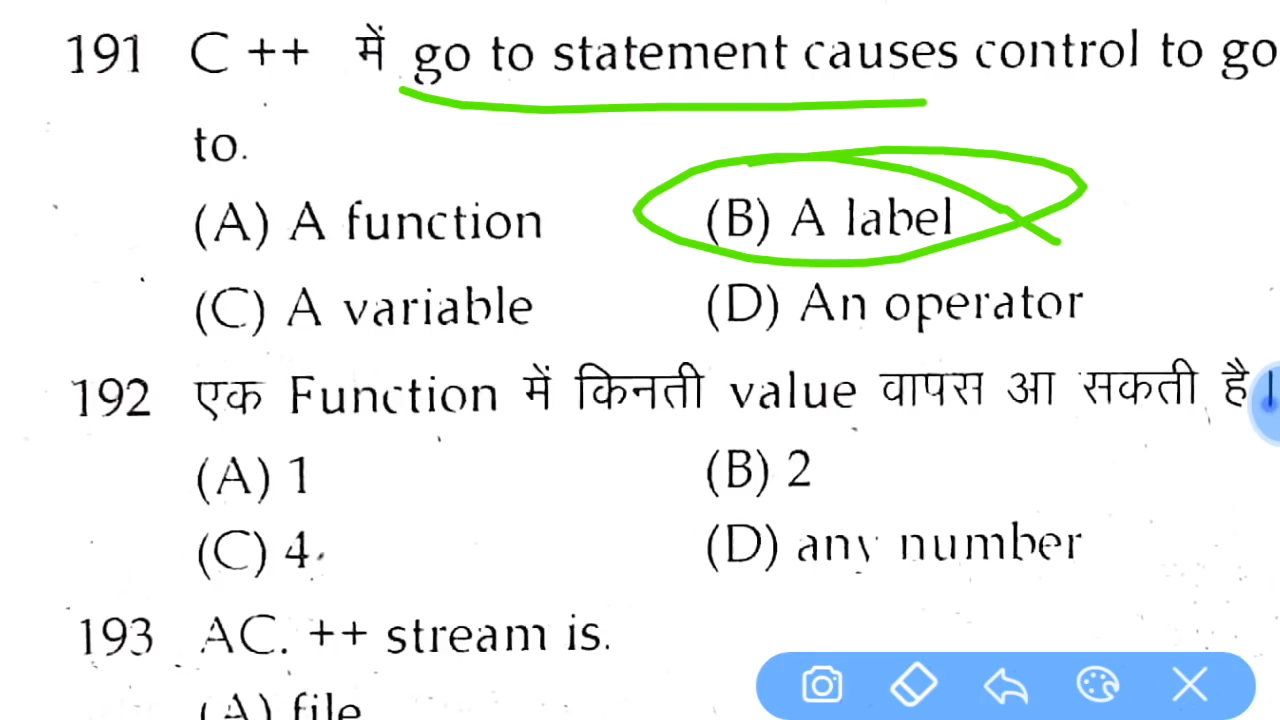 191 C ++ में go to statement causes control to go
to.
(A) A function (B) A label
(C) A variable (D) An operator
192 एक Function में किनती value वापस आ सकती है।
(A) 1 (B) 2
(C) 4. (D) any number
193 AC. ++ stream is.
(A) file